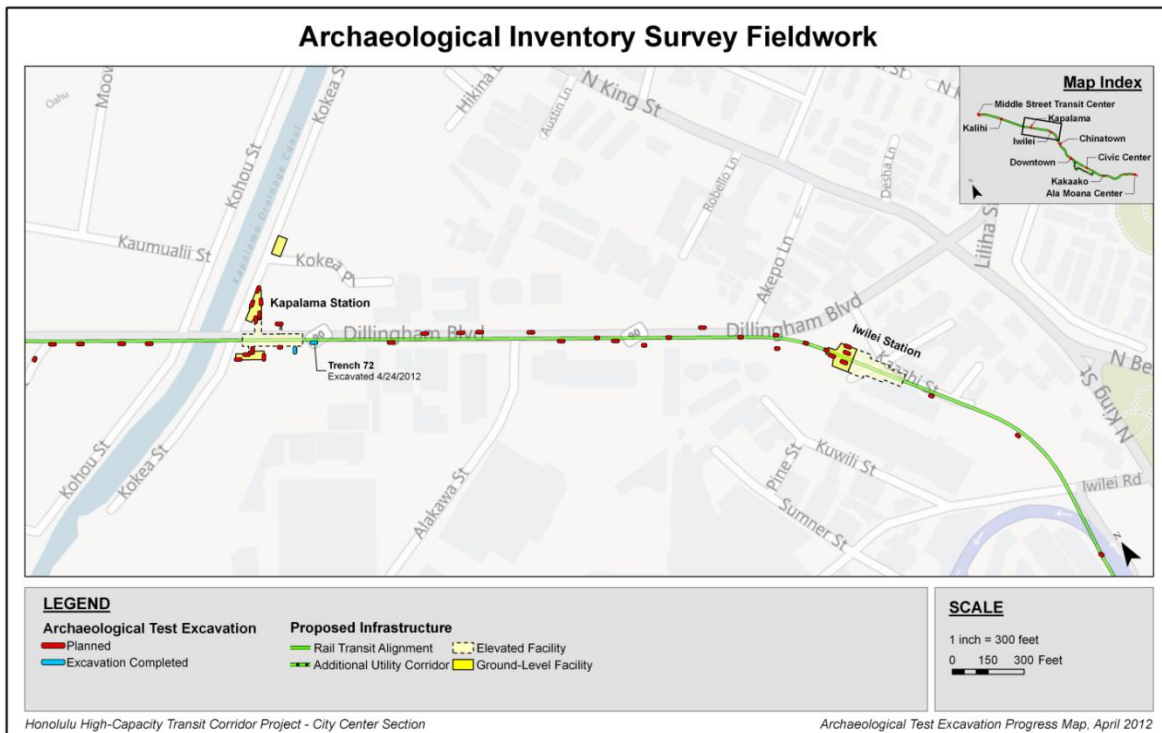 Archaeological Inventory Survey Fieldwork
Oahu
Kohou St
Kokea St
Kapalama Drainage Canal
Austin Ln
N King St
Robello Ln
Desha Ln
Akepo Ln
Liliha St
Kaumualii St
Kokea Pl
Kapalama Station
Dillingham Blvd
Dillingham Blvd
Iwilei Station
Trench 72
Excavated 4/24/2012
Kohou St
Kokea St
Alakawa St
Pine St
Kuwili St
Sumner St
N King St
Iwilei Rd
Map Index
Middle Street Transit Center
Kapalama
Kalihi
Iwilei
Chinatown
Downtown
Civic Center
Kakaako
Ala Moana Center
LEGEND
Archaeological Test Excavation
Planned
Excavation Completed
Proposed Infrastructure
Rail Transit Alignment
Additional Utility Corridor
Elevated Facility
Ground-Level Facility
SCALE
1 inch = 300 feet
0 150 300 Feet
Honolulu High-Capacity Transit Corridor Project - City Center Section
Archaeological Test Excavation Progress Map, April 2012